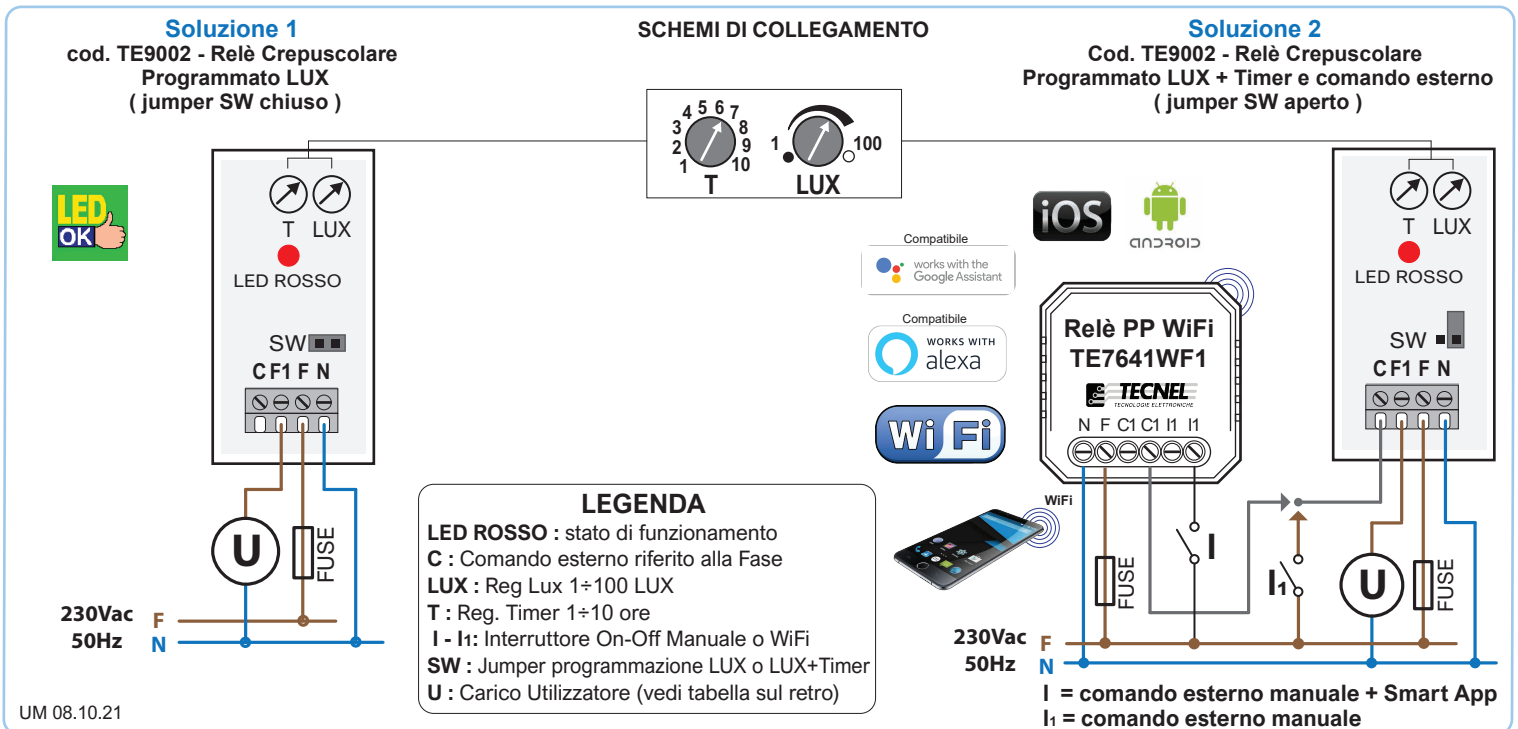 Soluzione 1
cod. TE9002 - Relè Crepuscolare
Programmato LUX
( jumper SW chiuso )
SCHEMI DI COLLEGAMENTO
Soluzione 2
Cod. TE9002 - Relè Crepuscolare
Programmato LUX + Timer e comando esterno
( jumper SW aperto )
1 2 3 4 5 6 7 8 9 10
T
1 100
LUX
LED
OK
T LUX
LED ROSSO
SW
C F1 F N
U
FUSE
230Vac F
50Hz N
iOS
android
Compatibile
works with the
Google Assistant
Compatibile
WORKS WITH
alexa
WiFi
Relè PP WiFi
TE7641WF1
TECNEL
TECNOLOGIE ELETTRONICHE
N F C1 C1 I1 I1
WiFi
FUSE
I
I1
T LUX
LED ROSSO
SW
C F1 F N
U
FUSE
230Vac F
50Hz N
LEGENDA
LED ROSSO : stato di funzionamento
C : Comando esterno riferito alla Fase
LUX : Reg Lux 1÷100 LUX
T : Reg. Timer 1÷10 ore
I - I1: Interruttore On-Off Manuale o WiFi
SW : Jumper programmazione LUX o LUX+Timer
U : Carico Utilizzatore (vedi tabella sul retro)
I = comando esterno manuale + Smart App
I1 = comando esterno manuale
UM 08.10.21